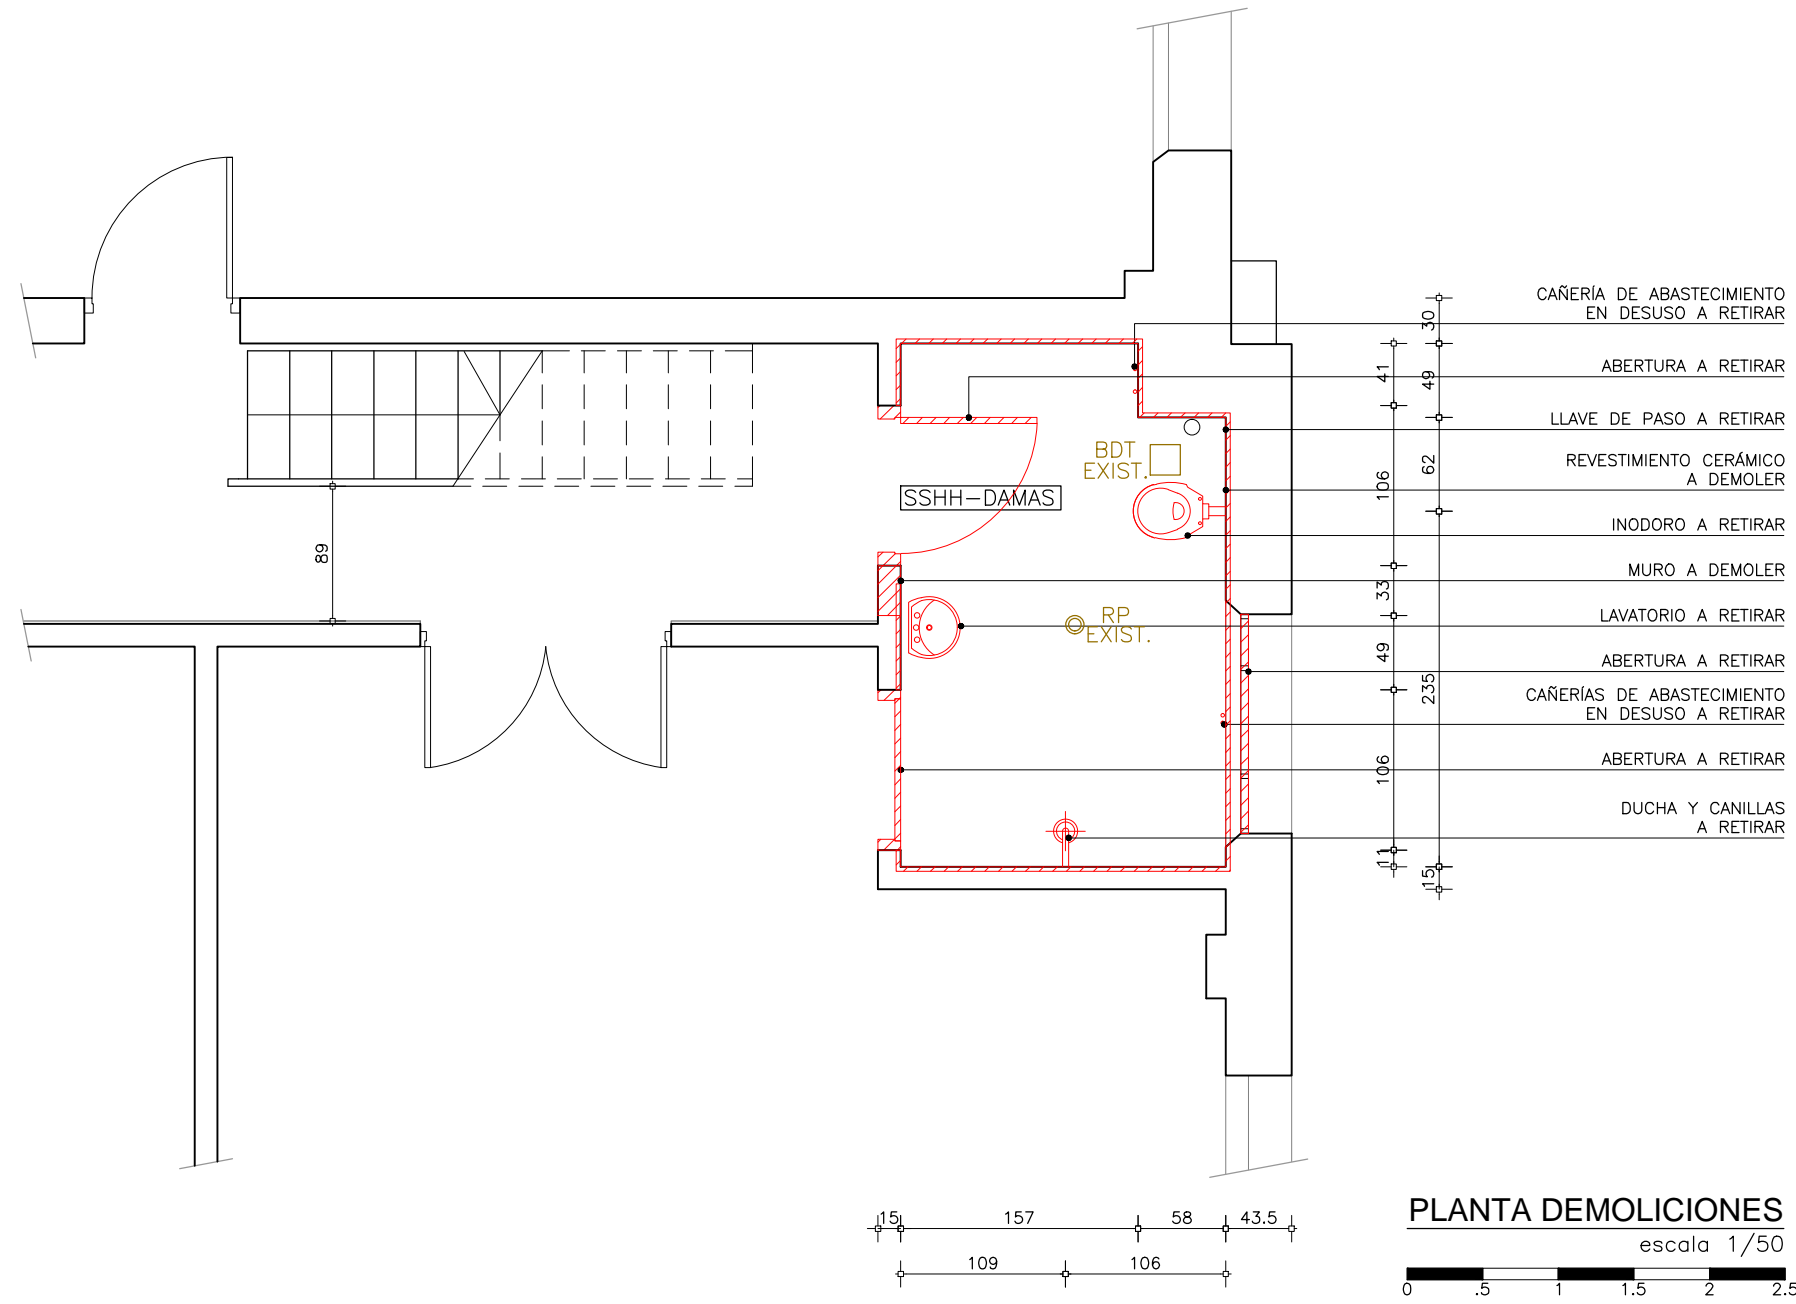 CAÑERÍA DE ABASTECIMIENTO
EN DESUSO A RETIRAR
ABERTURA A RETIRAR
LLAVE DE PASO A RETIRAR
REVESTIMIENTO CERÁMICO
A DEMOLER
INODORO A RETIRAR
MURO A DEMOLER
LAVATORIO A RETIRAR
ABERTURA A RETIRAR
CAÑERÍAS DE ABASTECIMIENTO
EN DESUSO A RETIRAR
ABERTURA A RETIRAR
DUCHA Y CANILLAS
A RETIRAR
BDT
EXIST.
SSHH-DAMAS
RP
EXIST.
89
41
106
33
49
106
11
30
49
62
235
15
15
157
58
43.5
109
106
PLANTA DEMOLICIONES
escala 1/50
0 .5 1 1.5 2 2.5